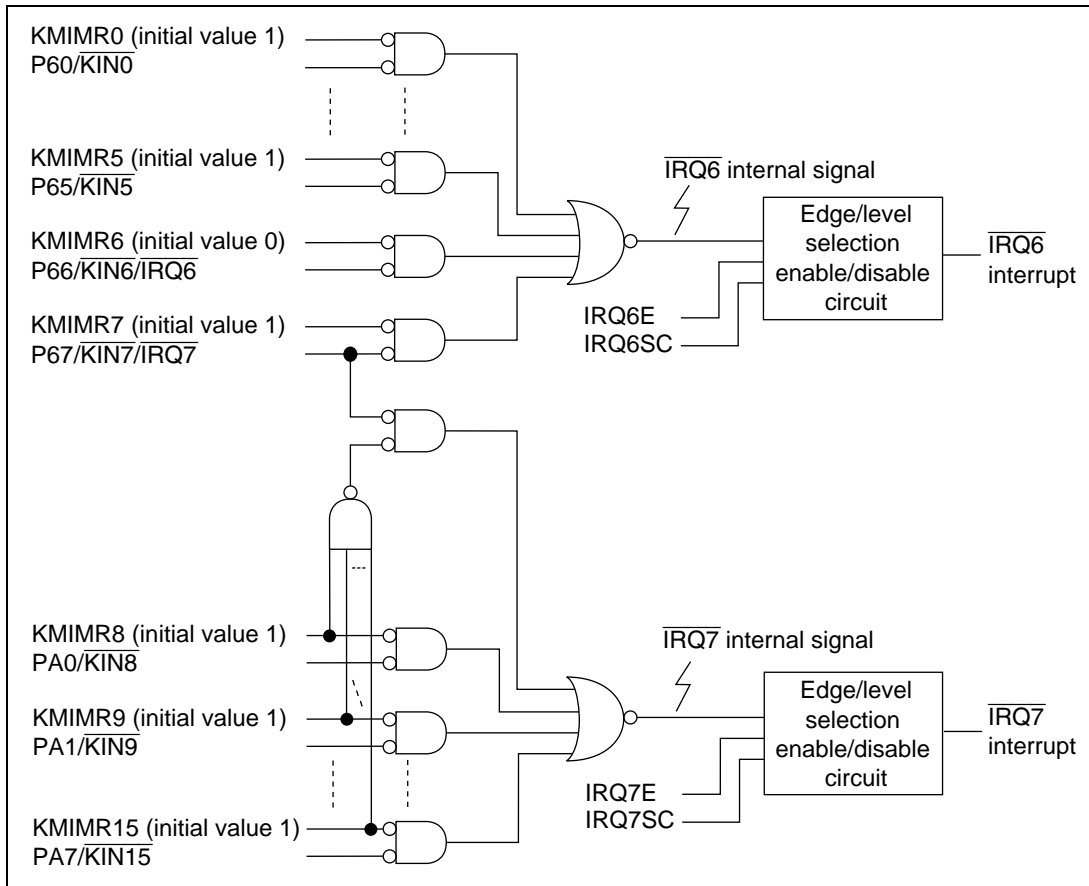 KMIMR0 (initial value 1)
P60/KIN0
KMIMR5 (initial value 1)
P65/KIN5
KMIMR6 (initial value 0)
P66/KIN6/IRQ6
KMIMR7 (initial value 1)
P67/KIN7/IRQ7
IRQ6 internal signal
Edge/level
selection
enable/disable
circuit
IRQ6E
IRQ6SC
IRQ6
interrupt
KMIMR8 (initial value 1)
PA0/KIN8
KMIMR9 (initial value 1)
PA1/KIN9
KMIMR15 (initial value 1)
PA7/KIN15
IRQ7 internal signal
Edge/level
selection
enable/disable
circuit
IRQ7E
IRQ7SC
IRQ7
interrupt